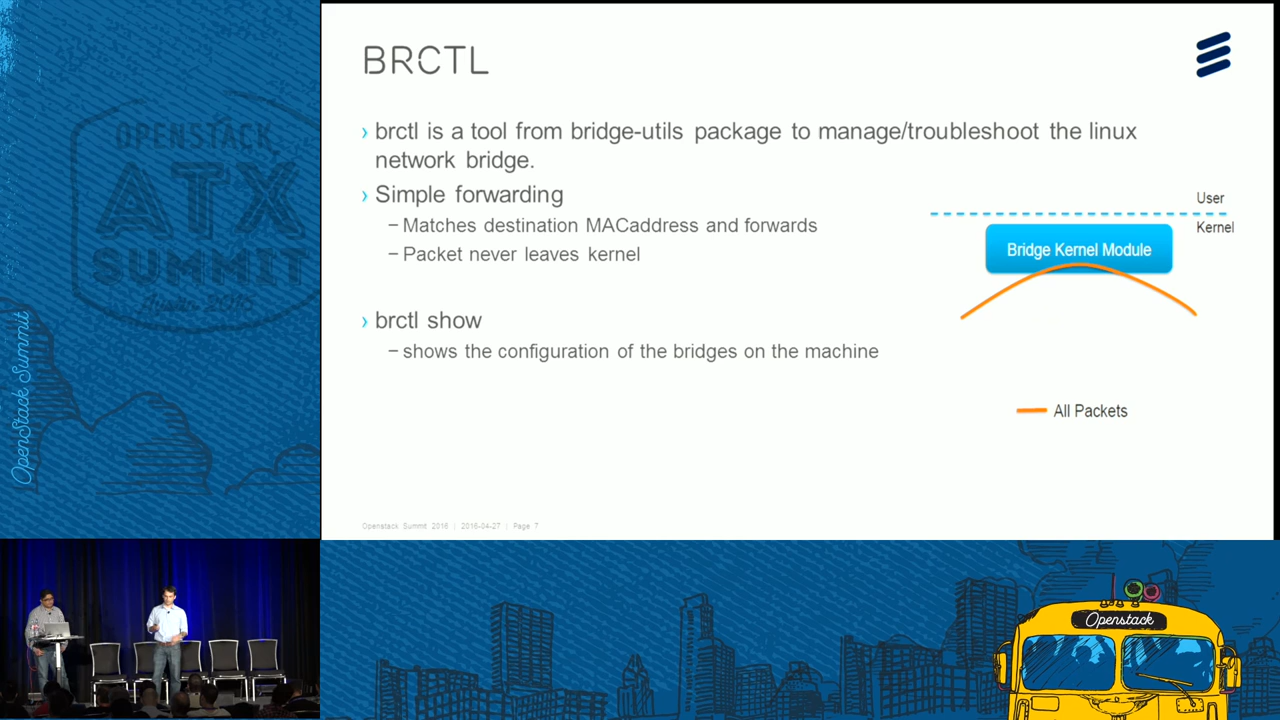 BRCTL
› brctl is a tool from bridge-utils package to manage/troubleshoot the linux
network bridge.
› Simple forwarding
– Matches destination MACaddress and forwards
– Packet never leaves kernel
› brctl show
– shows the configuration of the bridges on the machine
User
Kernel
Bridge Kernel Module
All Packets
Openstack Summit 2016 | 2016-04-27 | Page 7
OPENSTACK
ATX
SUMMIT
Austin 2016
OpenStack Summit
Openstack